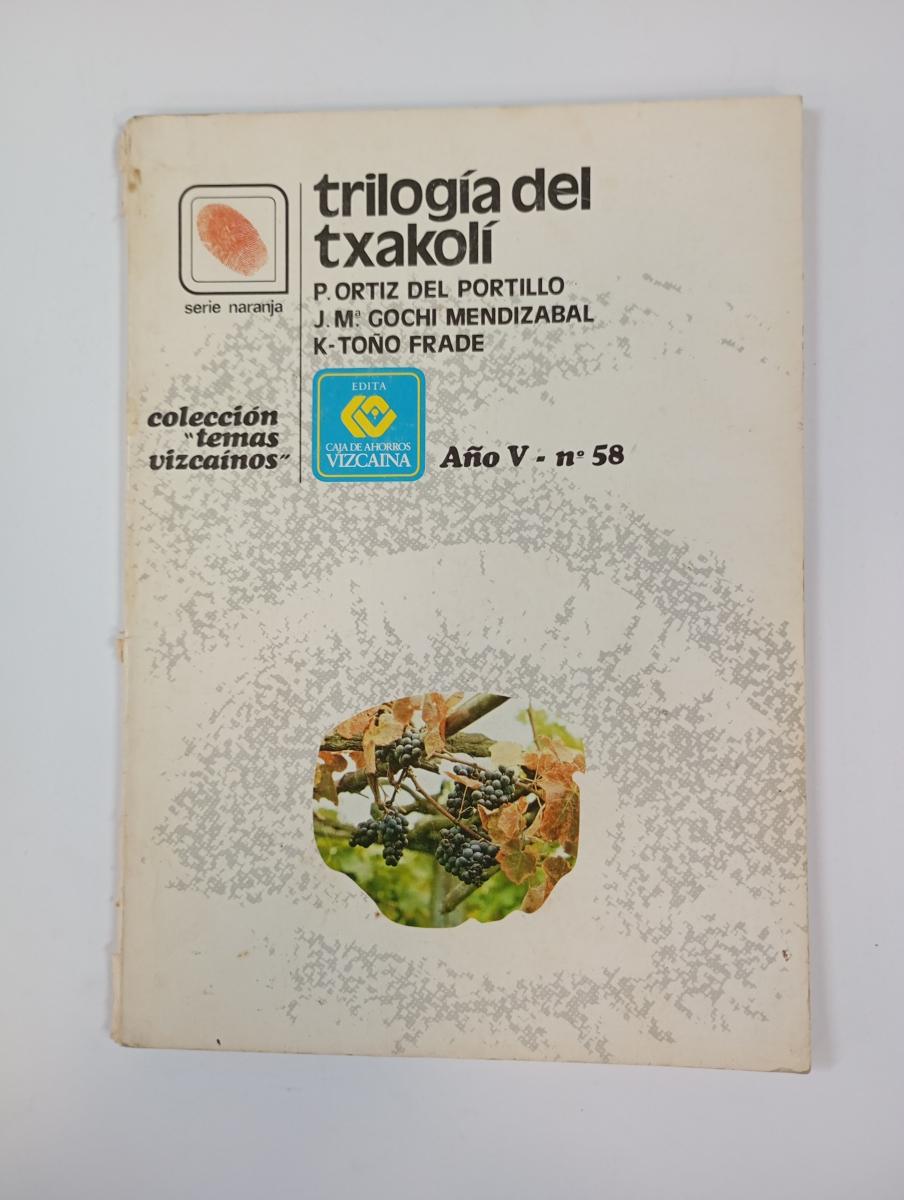 trilogía del
txakolí
P. ORTIZ DEL PORTILLO
J. Mª GOCHI MENDIZABAL
K-TOÑO FRADE
serie naranja
colección
"temas
vizcaínos"
EDITA
CAJA DE AHORROS
VIZCAINA
Año V - nº 58